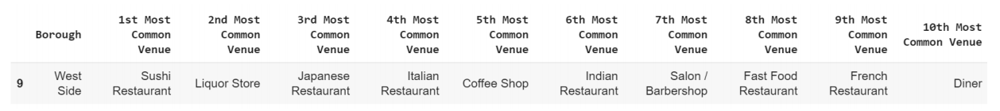 Borough 1st Most Common Venue 2nd Most Common Venue 3rd Most Common Venue 4th Most Common Venue 5th Most Common Venue 6th Most Common Venue 7th Most Common Venue 8th Most Common Venue 9th Most Common Venue 10th Most Common Venue
9 West Side Sushi Restaurant Liquor Store Japanese Restaurant Italian Restaurant Coffee Shop Indian Restaurant Salon / Barbershop Fast Food Restaurant French Restaurant Diner